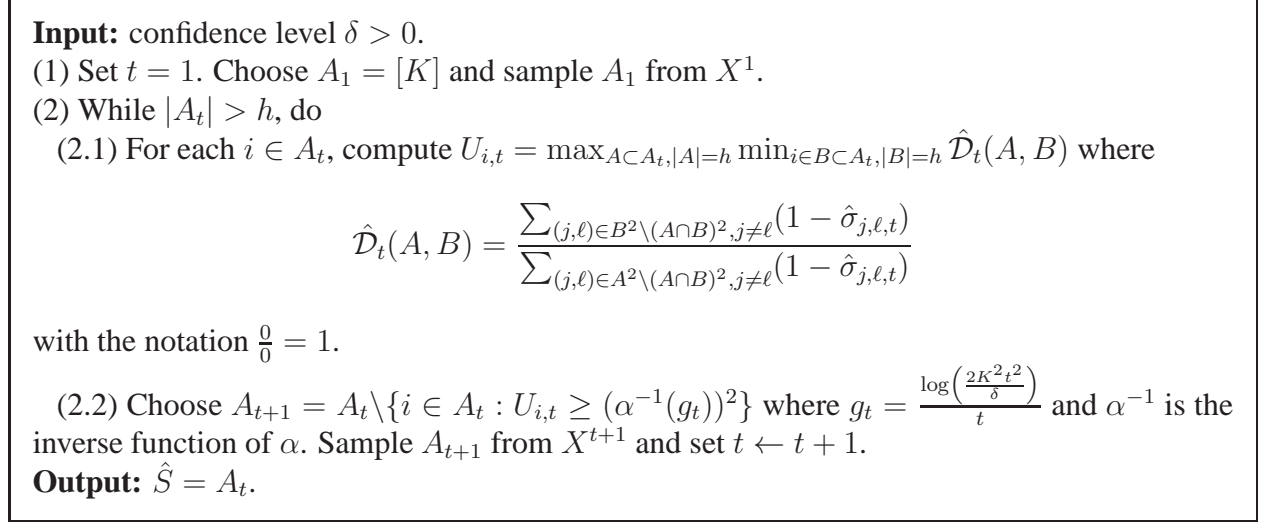 Input: confidence level δ > 0.
(1) Set t = 1. Choose A_1 = [K] and sample A_1 from X^1.
(2) While |A_t| > h, do
(2.1) For each i ∈ A_t, compute U_{i,t} = max_{A⊂A_t,|A|=h} min_{i∈B⊂A_t,|B|=h} \hat{𝒟}_t(A, B) where
\hat{𝒟}_t(A, B) = \frac{∑_{(j,ℓ)∈B^2\(A∩B)^2,j≠ℓ}(1 − \hat{σ}_{j,ℓ,t})}{∑_{(j,ℓ)∈A^2\(A∩B)^2,j≠ℓ}(1 − \hat{σ}_{j,ℓ,t})}
with the notation \frac{0}{0} = 1.
(2.2) Choose A_{t+1} = A_t\{i ∈ A_t : U_{i,t} ≥ (α^{−1}(g_t))^2} where g_t = \frac{log(\frac{2K^2t^2}{δ})}{t} and α^{−1} is the
inverse function of α. Sample A_{t+1} from X^{t+1} and set t ← t + 1.
Output: \hat{S} = A_t.